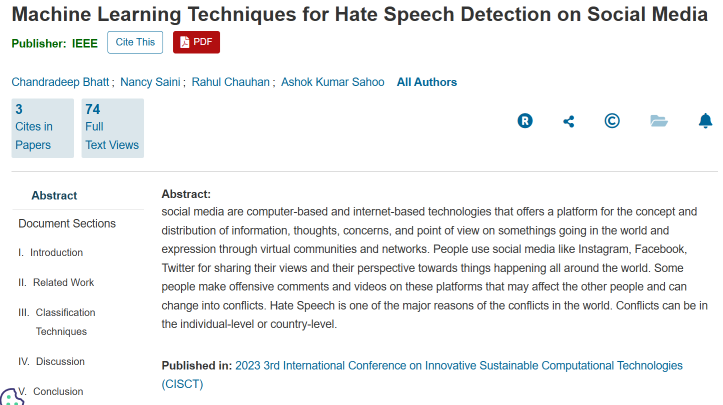 Machine Learning Techniques for Hate Speech Detection on Social Media
Publisher: IEEE Cite This PDF
Chandradeep Bhatt ; Nancy Saini ; Rahul Chauhan ; Ashok Kumar Sahoo All Authors
3
Cites in
Papers
74
Full
Text Views
R
©
Abstract
Document Sections
I. Introduction
II. Related Work
III. Classification
Techniques
IV. Discussion
V. Conclusion
Abstract:
social media are computer-based and internet-based technologies that offers a platform for the concept and
distribution of information, thoughts, concerns, and point of view on somethings going in the world and
expression through virtual communities and networks. People use social media like Instagram, Facebook,
Twitter for sharing their views and their perspective towards things happening all around the world. Some
people make offensive comments and videos on these platforms that may affect the other people and can
change into conflicts. Hate Speech is one of the major reasons of the conflicts in the world. Conflicts can be in
the individual-level or country-level.
Published in: 2023 3rd International Conference on Innovative Sustainable Computational Technologies
(CISCT)